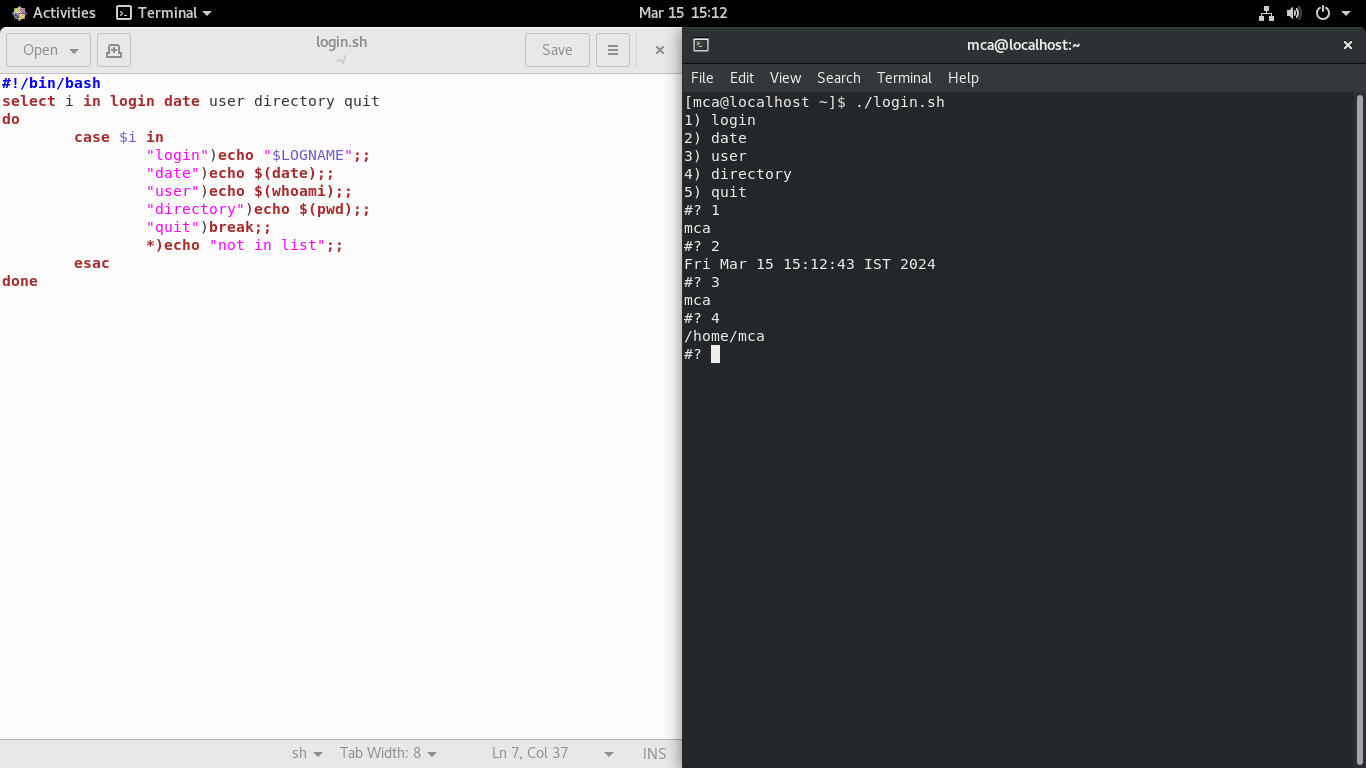 Activities Terminal Mar 15 15:12
Open login.sh Save
~/
#!/bin/bash
select i in login date user directory quit
do
        case $i in
                "login")echo "$LOGNAME";;
                "date")echo $(date);;
                "user")echo $(whoami);;
                "directory")echo $(pwd);;
                "quit")break;;
                *)echo "not in list";;
        esac
done
sh Tab Width: 8 Ln 7, Col 37 INS
mca@localhost:~
File Edit View Search Terminal Help
[mca@localhost ~]$ ./login.sh
1) login
2) date
3) user
4) directory
5) quit
#? 1
mca
#? 2
Fri Mar 15 15:12:43 IST 2024
#? 3
mca
#? 4
/home/mca
#?